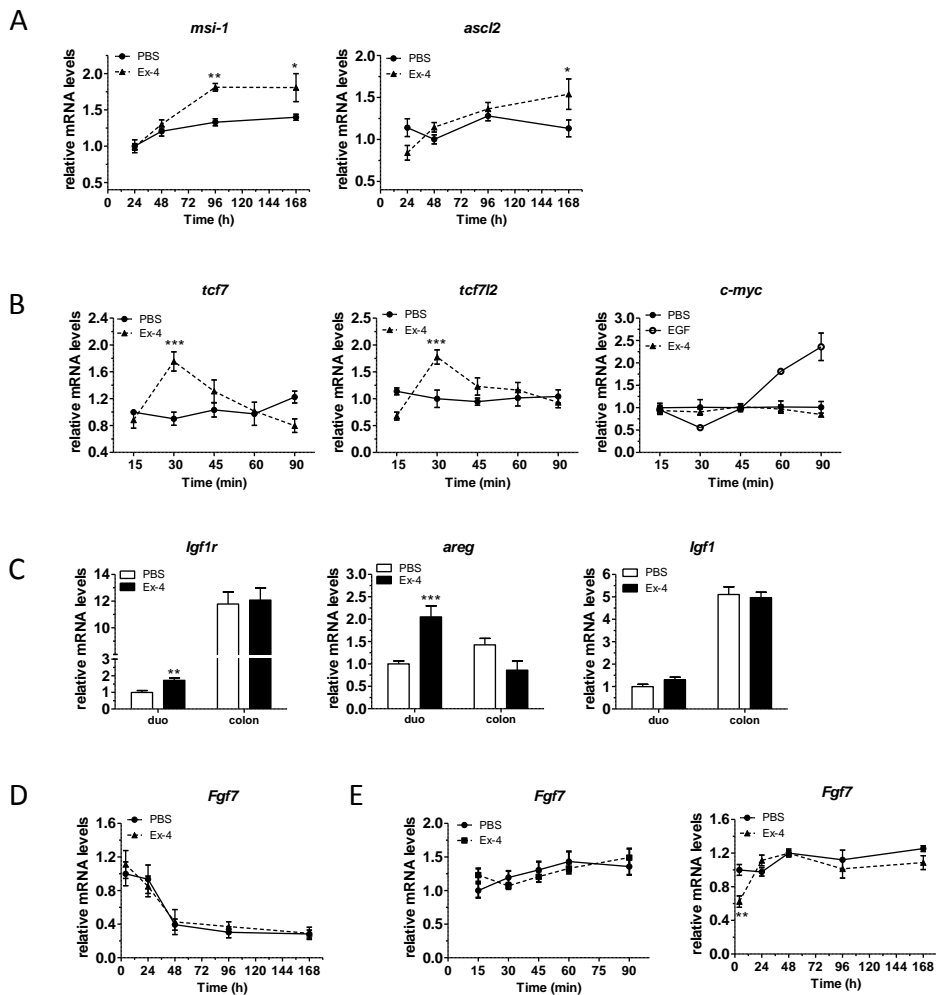 A
msi-1
ascl2
PBS
Ex-4
PBS
Ex-4
relative mRNA levels
relative mRNA levels
2.0
1.5
1.0
0.5
2.0
1.5
1.0
0.5
** *
*
0 24 48 72 96 120 144 168
0 24 48 72 96 120 144 168
Time (h)
Time (h)
B
tcf7
tcf7l2
c-myc
PBS
Ex-4
PBS
Ex-4
PBS
EGF
Ex-4
relative mRNA levels
relative mRNA levels
relative mRNA levels
2.4
2.0
1.6
1.2
0.8
0.4
2.4
2.0
1.6
1.2
0.8
0.4
0.0
3.0
2.5
2.0
1.5
1.0
0.5
0.0
***
***
15 30 45 60 90
15 30 45 60 90
15 30 45 60 90
Time (min)
Time (min)
Time (min)
C
Igf1r
areg
Igf1
PBS
Ex-4
PBS
Ex-4
PBS
Ex-4
relative mRNA levels
relative mRNA levels
relative mRNA levels
14
12
10
8
6
4
3
2
1
0
3.0
2.5
2.0
1.5
1.0
0.5
0.0
6
5
4
3
2
1
0
**
***
duo colon
duo colon
duo colon
D
Fgf7
E
Fgf7
Fgf7
PBS
Ex-4
PBS
Ex-4
PBS
Ex-4
relative mRNA levels
relative mRNA levels
relative mRNA levels
1.6
1.2
0.8
0.4
0.0
2.0
1.5
1.0
0.5
0.0
1.6
1.2
0.8
0.4
0.0
**
0 24 48 72 96 120 144 168
0 15 30 45 60 75 90
0 24 48 72 96 120 144 168
Time (h)
Time (min)
Time (h)